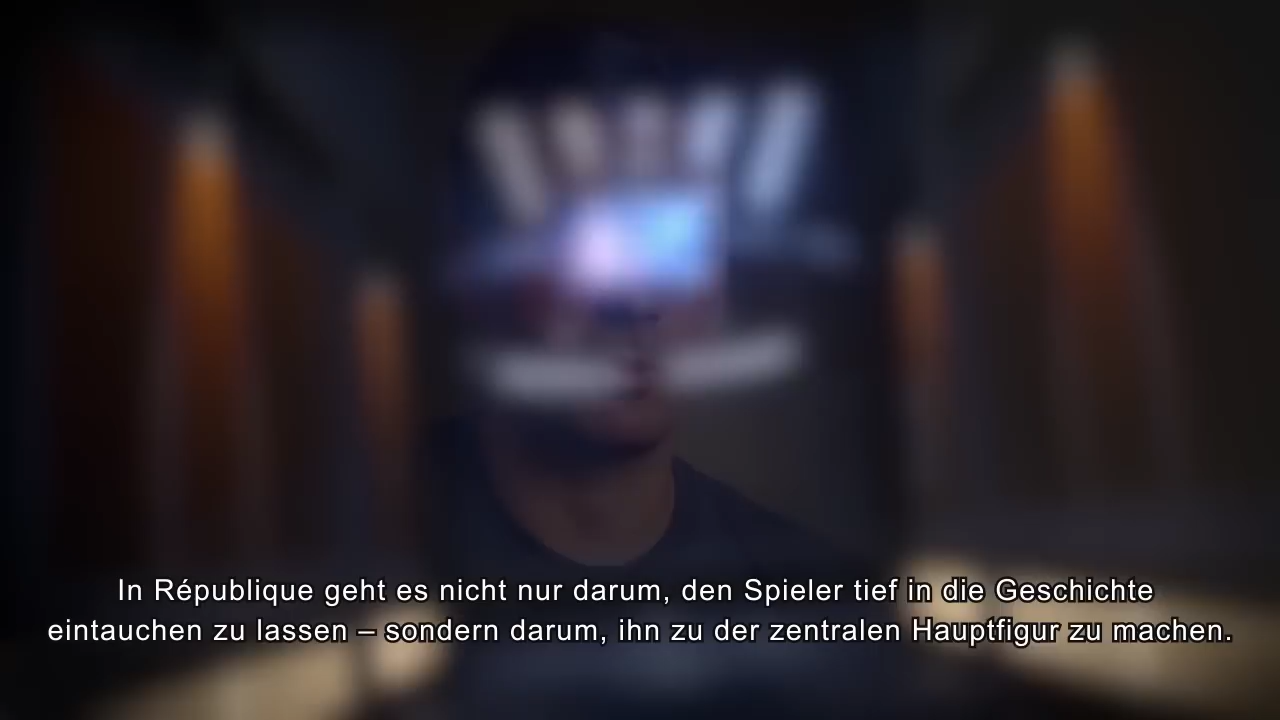 In République geht es nicht nur darum, den Spieler tief in die Geschichte
eintauchen zu lassen – sondern darum, ihn zu der zentralen Hauptfigur zu machen.